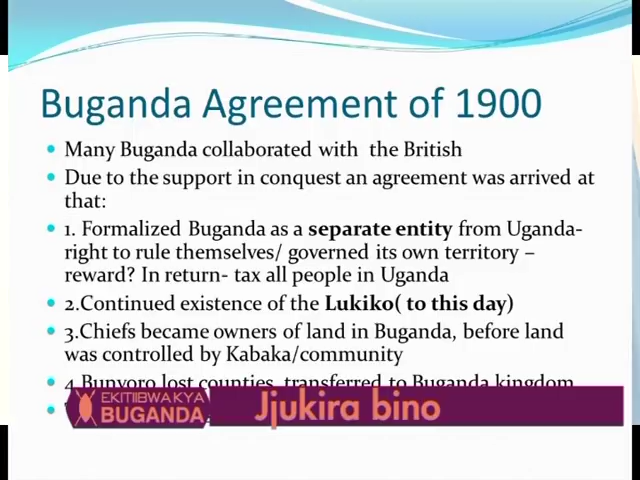 Buganda Agreement of 1900
• Many Buganda collaborated with the British
• Due to the support in conquest an agreement was arrived at
that:
• 1. Formalized Buganda as a separate entity from Uganda-
right to rule themselves/ governed its own territory –
reward? In return- tax all people in Uganda
• 2.Continued existence of the Lukiko( to this day)
• 3.Chiefs became owners of land in Buganda, before land
was controlled by Kabaka/community
• 4.Bunyoro lost counties, transferred to Buganda kingdom
EKITIIBWA KYA
BUGANDA
Jjukira bino